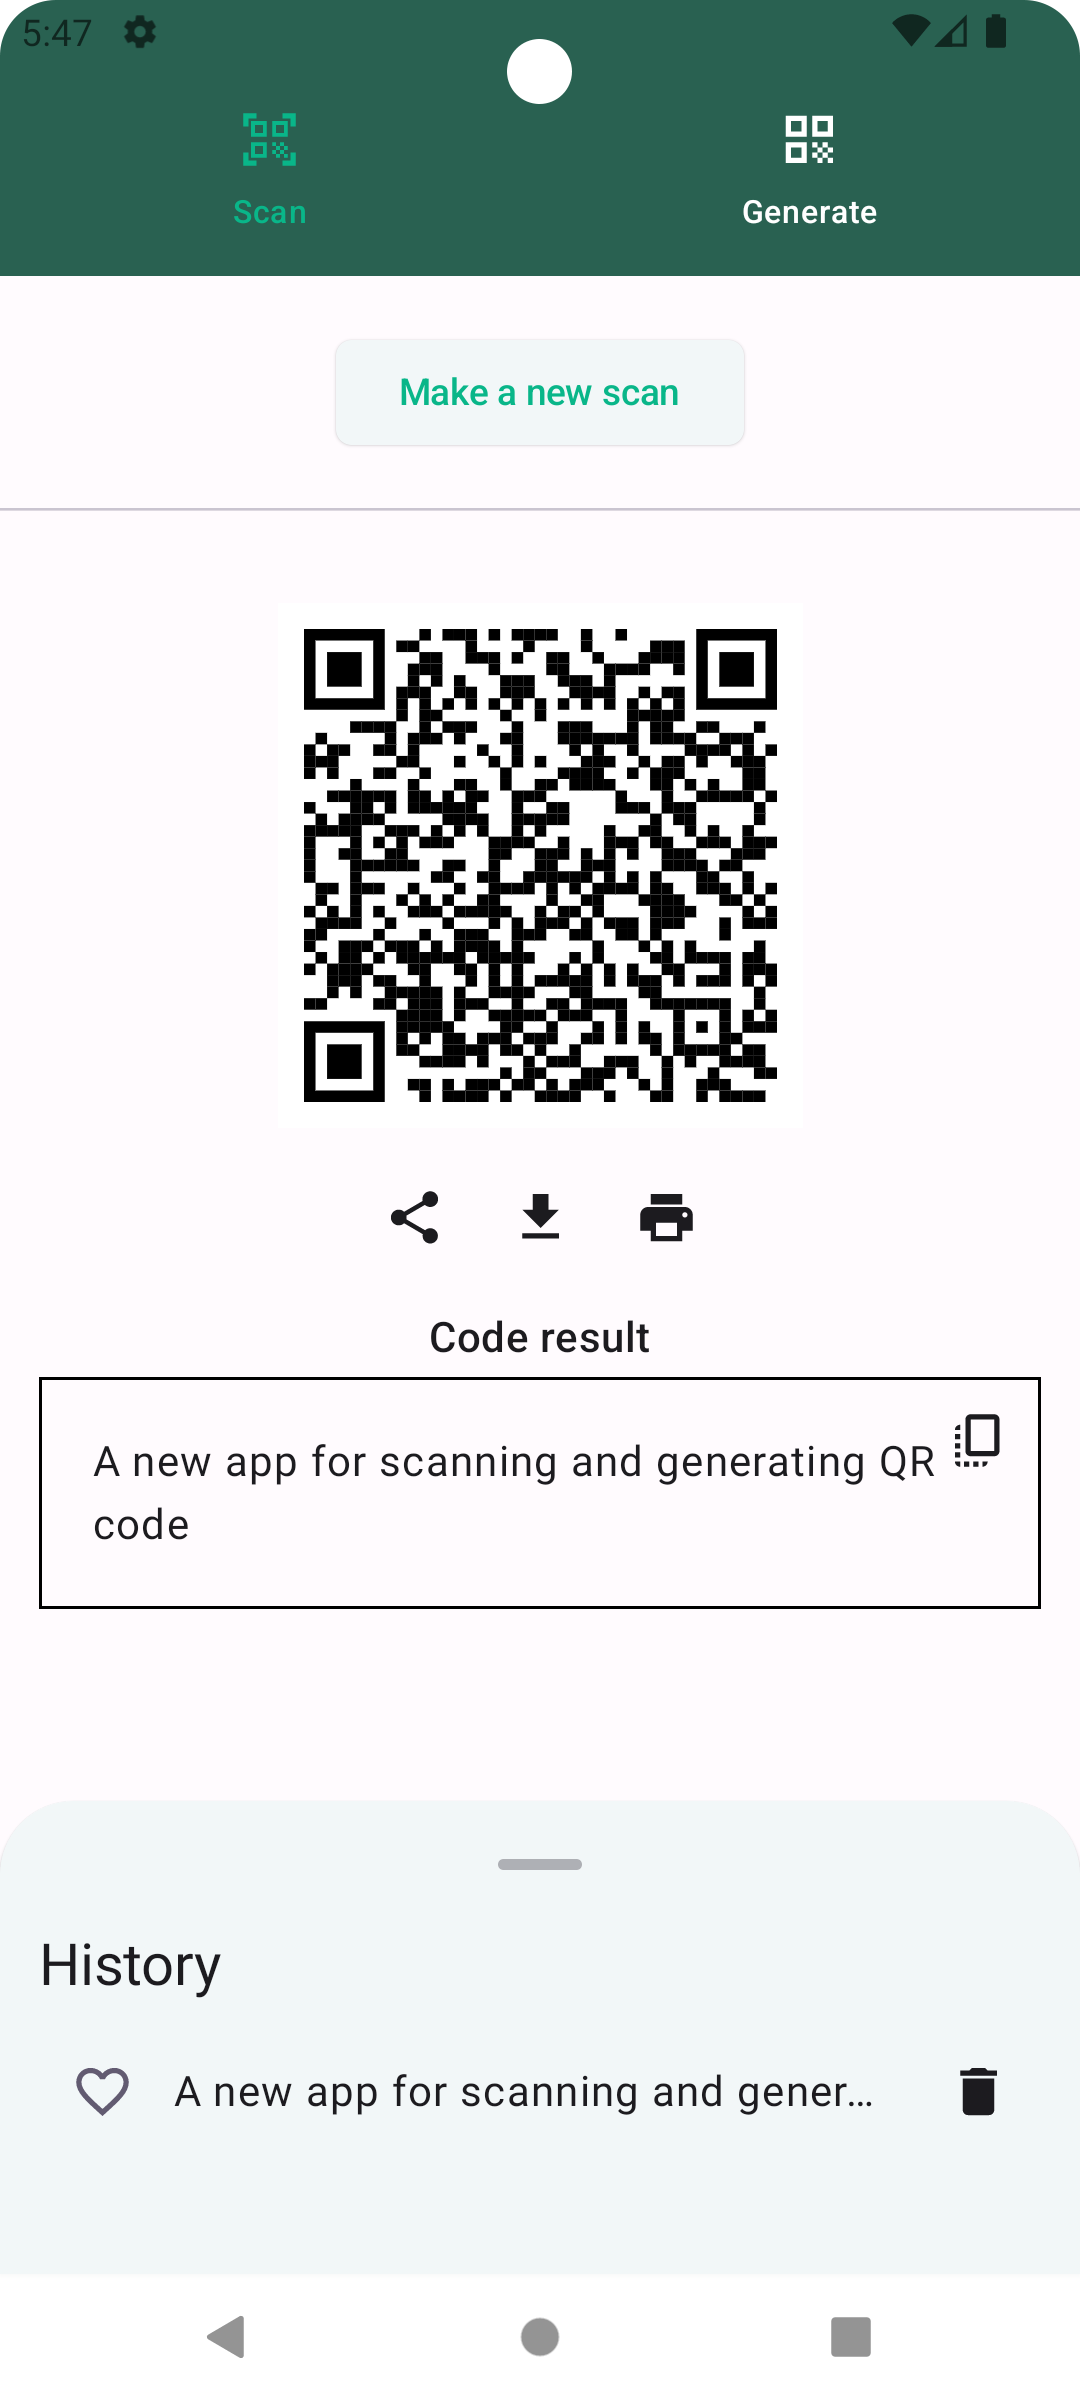 5:47
Scan
Generate
Make a new scan
Code result
A new app for scanning and generating QR
code
History
A new app for scanning and gener...